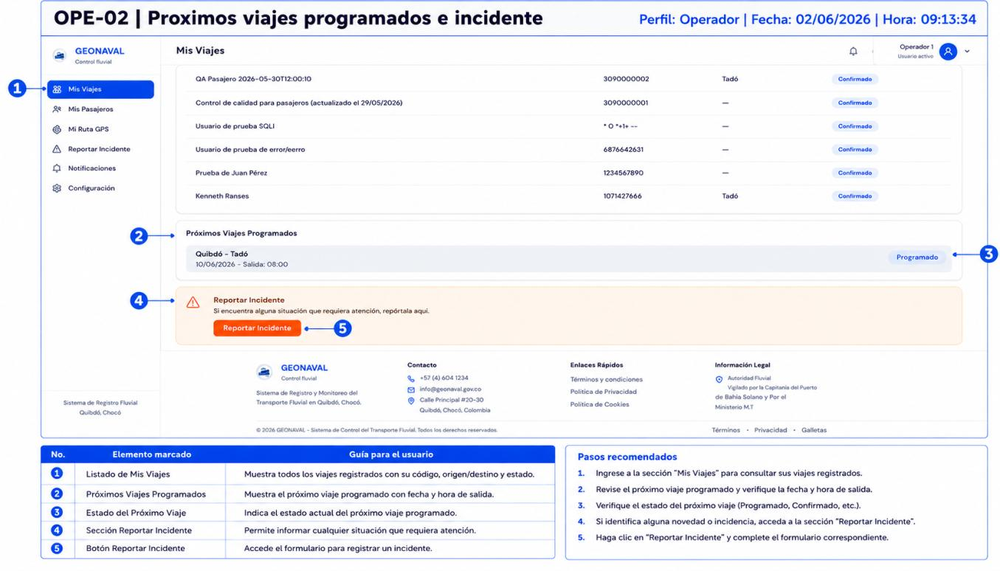 OPE-02 | Proximos viajes programados e incidente
Perfil: Operador | Fecha: 02/06/2026 | Hora: 09:13:34
GEONAVAL
Control fluvial
Mis Viajes
Operador 1
Usuario activo
1
Mis Viajes
Mis Pasajeros
Mi Ruta GPS
Reportar Incidente
Notificaciones
Configuración
QA Pasajero 2026-05-30T12:00:10 3090000002 Tadó Confirmado
Control de calidad para pasajeros (actualizado el 29/05/2026) 3090000001 — Confirmado
Usuario de prueba SQLI * O *+1+ -- — Confirmado
Usuario de prueba de error/eerro 6876642631 — Confirmado
Prueba de Juan Pérez 1234567890 — Confirmado
Kenneth Ranses 1071427666 Tadó Confirmado
2
Próximos Viajes Programados
Quibdó - Tadó
10/06/2026 - Salida: 08:00
Programado
3
4
Reportar Incidente
Si encuentra alguna situación que requiera atención, repórtala aquí.
Reportar Incidente
5
GEONAVAL
Control fluvial
Sistema de Registro y Monitoreo del
Transporte Fluvial en Quibdó, Chocó.
Contacto
+57 (4) 604 1234
info@geonaval.gov.co
Calle Principal #20-30
Quibdó, Chocó, Colombia
Enlaces Rápidos
Términos y condiciones
Política de Privacidad
Política de Cookies
Información Legal
Autoridad Fluvial
Vigilado por la Capitanía del Puerto
de Bahía Solano y Por el
Ministerio M.T
Sistema de Registro Fluvial
Quibdó, Chocó
© 2026 GEONAVAL - Sistema de Control del Transporte Fluvial. Todos los derechos reservados.
Términos • Privacidad • Galletas
No. Elemento marcado Guía para el usuario
1 Listado de Mis Viajes Muestra todos los viajes registrados con su código, origen/destino y estado.
2 Próximos Viajes Programados Muestra el próximo viaje programado con fecha y hora de salida.
3 Estado del Próximo Viaje Indica el estado actual del próximo viaje programado.
4 Sección Reportar Incidente Permite informar cualquier situación que requiera atención.
5 Botón Reportar Incidente Accede el formulario para registrar un incidente.
Pasos recomendados
1. Ingrese a la sección "Mis Viajes" para consultar sus viajes registrados.
2. Revise el próximo viaje programado y verifique la fecha y hora de salida.
3. Verifique el estado del próximo viaje (Programado, Confirmado, etc.).
4. Si identifica alguna novedad o incidencia, acceda a la sección "Reportar Incidente".
5. Haga clic en "Reportar Incidente" y complete el formulario correspondiente.